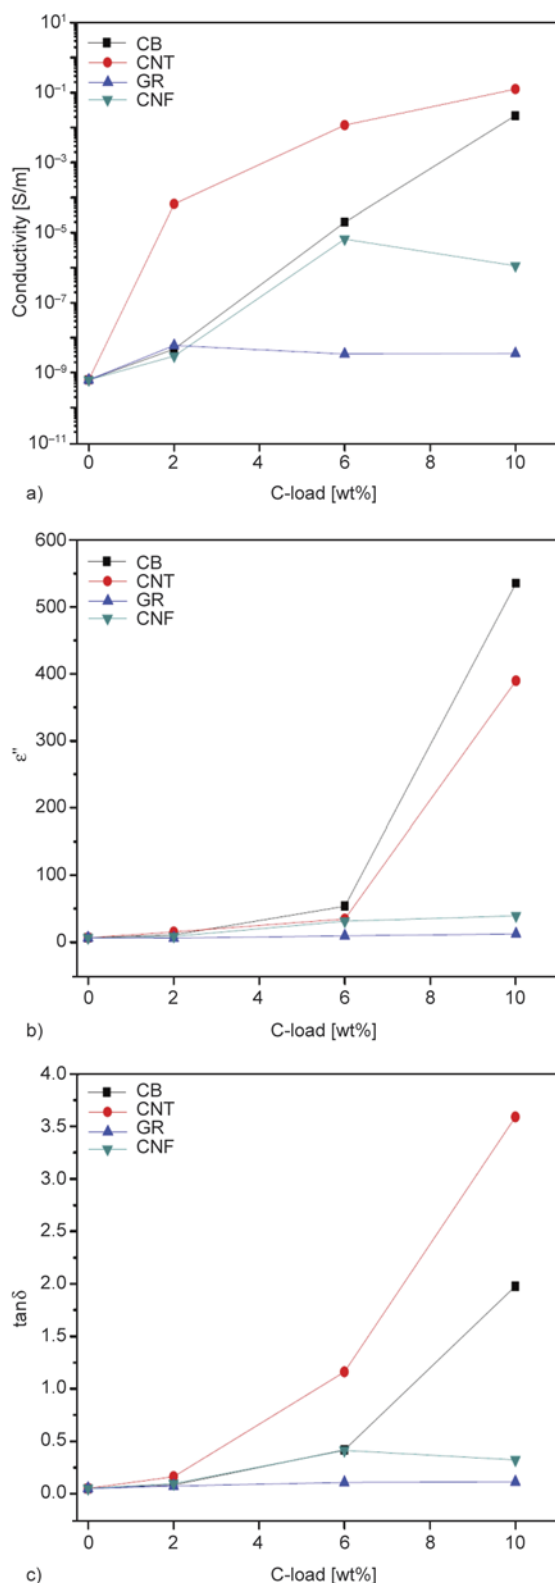 10¹
10⁻¹
10⁻³
10⁻⁵
10⁻⁷
10⁻⁹
10⁻¹¹
Conductivity [S/m]
CB
CNT
GR
CNF
0 2 4 6 8 10
a) C-load [wt%]
600
500
400
300
200
100
0
ε"
CB
CNT
GR
CNF
0 2 4 6 8 10
b) C-load [wt%]
4.0
3.5
3.0
2.5
2.0
1.5
1.0
0.5
0.0
tanδ
CB
CNT
GR
CNF
0 2 4 6 8 10
c) C-load [wt%]